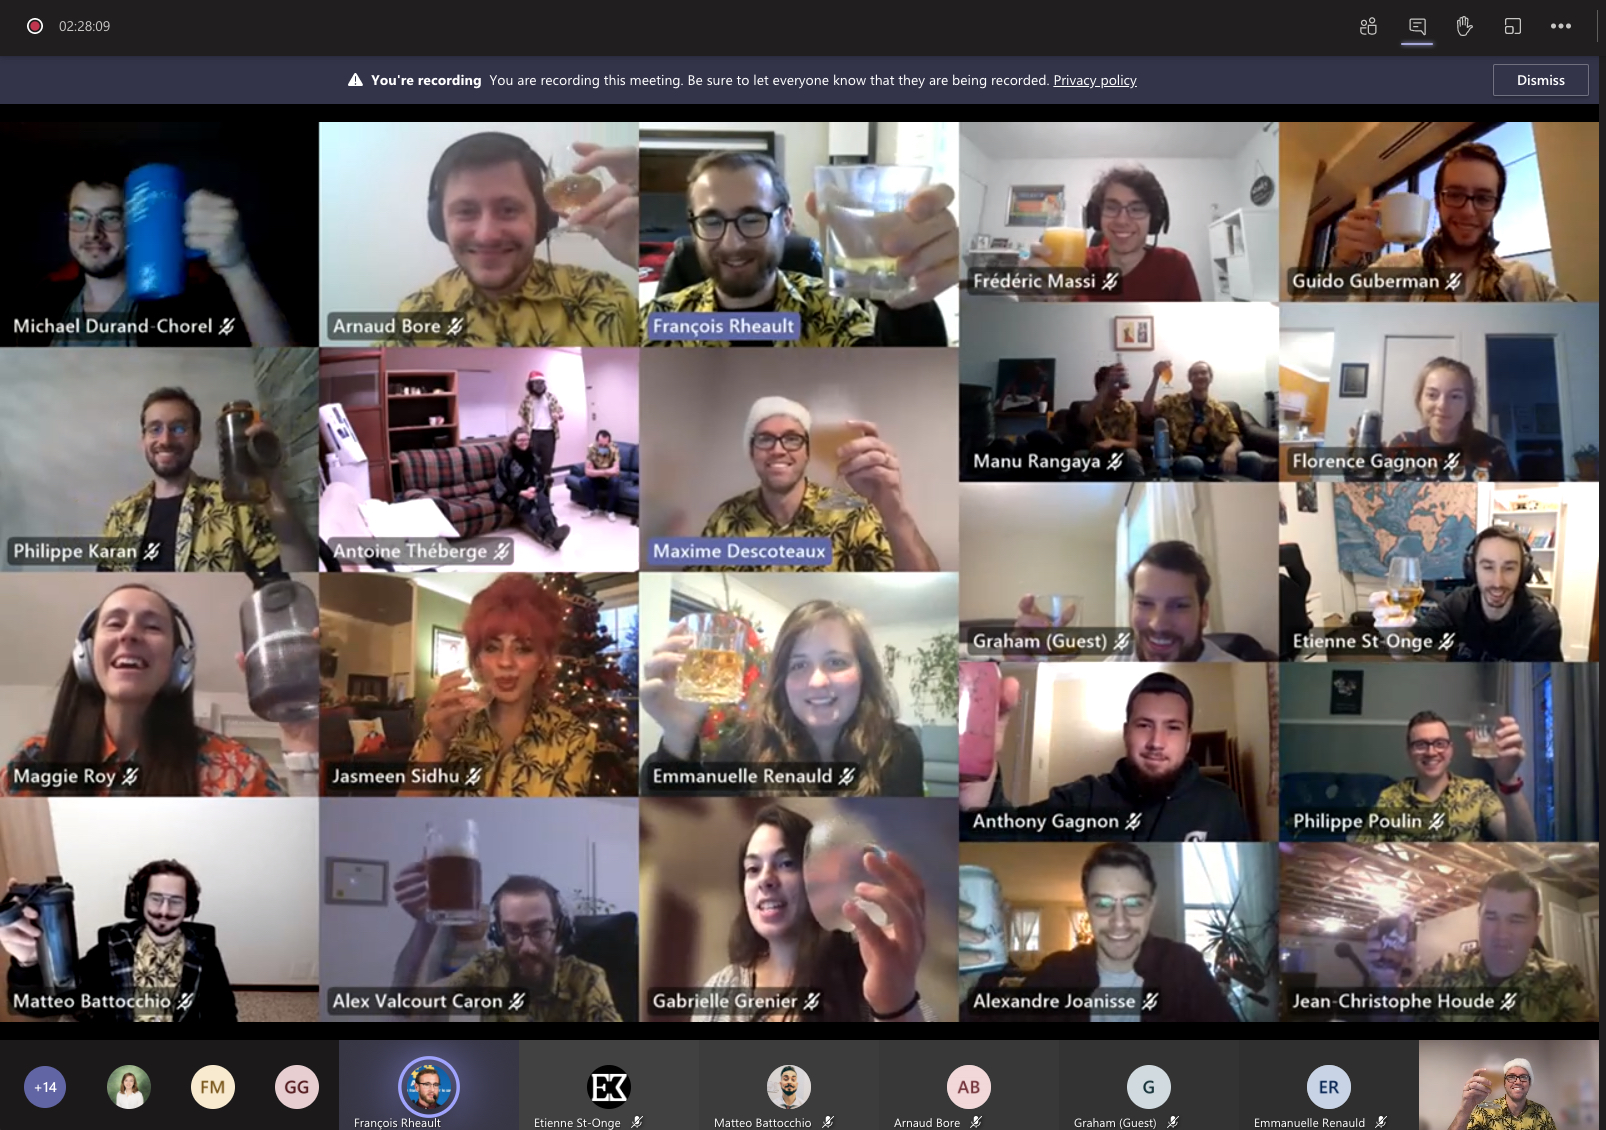 02:28:09
You're recording You are recording this meeting. Be sure to let everyone know that they are being recorded. Privacy policy
Dismiss
Michael Durand-Chorel
Arnaud Bore
François Rheault
Frédéric Massi
Guido Guberman
Philippe Karan
Antoine Théberge
Maxime Descoteaux
Manu Rangaya
Florence Gagnon
Graham (Guest)
Etienne St-Onge
Maggie Roy
Jasmeen Sidhu
Emmanuelle Renauld
Anthony Gagnon
Philippe Poulin
Matteo Battocchio
Alex Valcourt Caron
Gabrielle Grenier
Alexandre Joanisse
Jean-Christophe Houde
+14
FM
GG
François Rheault
Etienne St-Onge
Matteo Battocchio
AB
Arnaud Bore
G
Graham (Guest)
ER
Emmanuelle Renauld